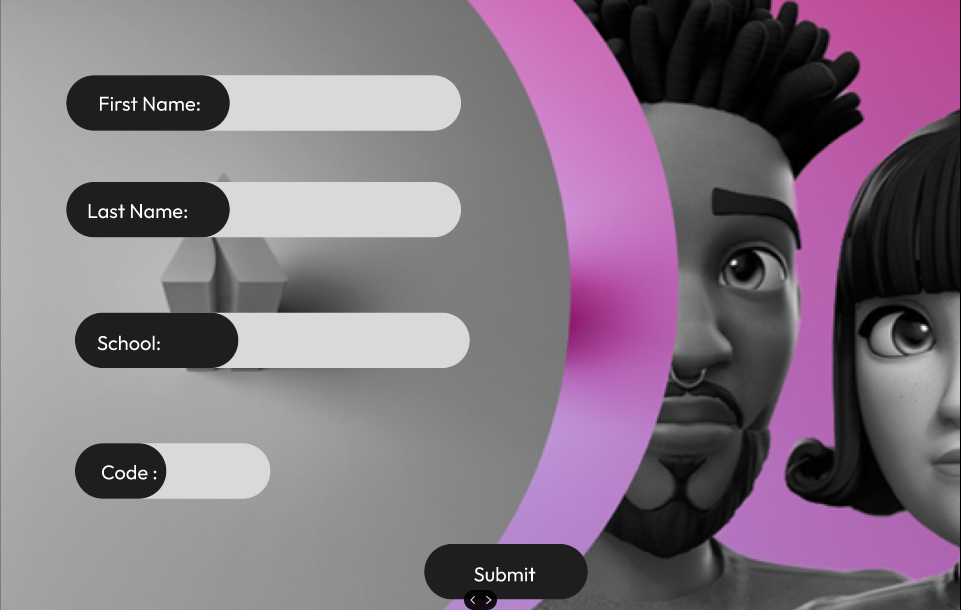 First Name:
Last Name:
School:
Code :
Submit
< >